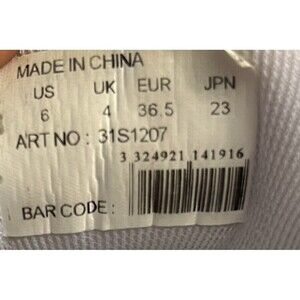 MADE IN CHINA
US UK EUR JPN
6 4 36.5 23
ART NO : 31S1207
3 324921 141916
BAR CODE :